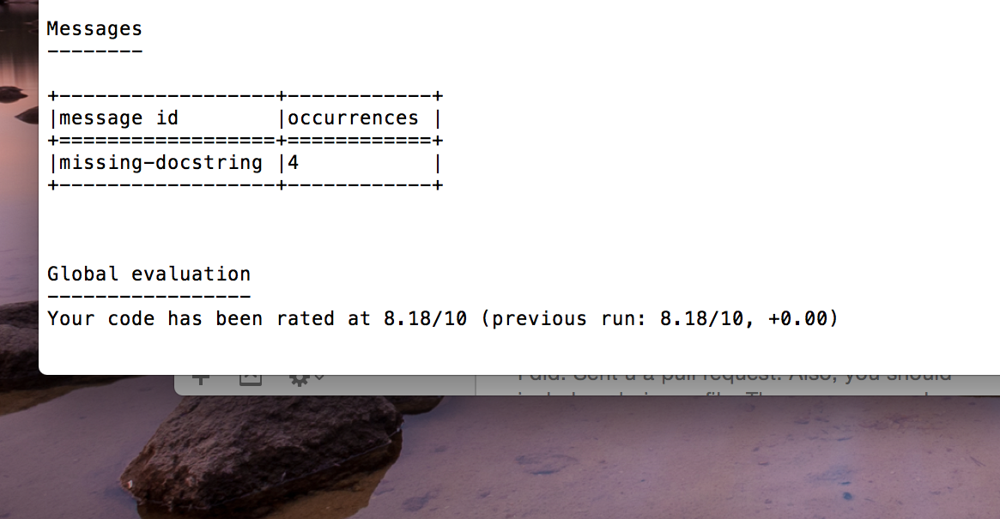 Messages
--------
+------------------+------------+
|message id        |occurrences |
+==================+============+
|missing-docstring |4           |
+------------------+------------+
Global evaluation
-----------------
Your code has been rated at 8.18/10 (previous run: 8.18/10, +0.00)
I did. Sent u a pull request. Also, you should